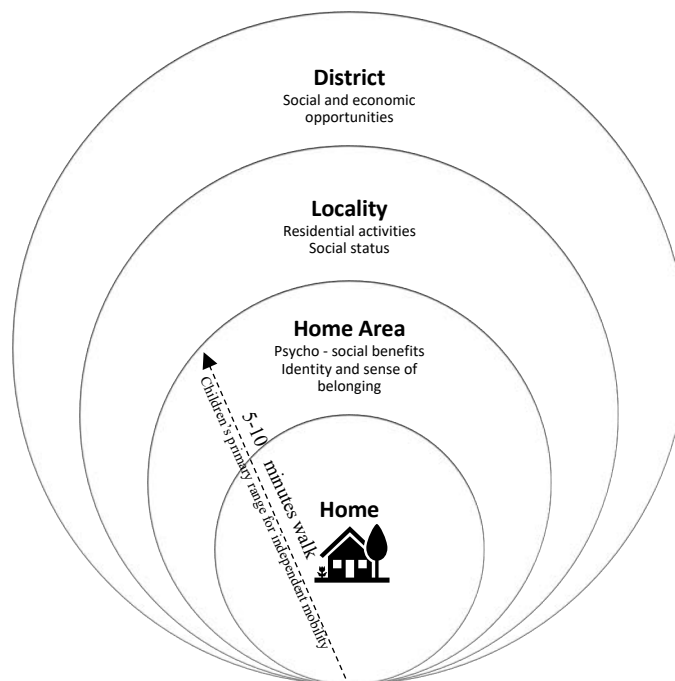 District
Social and economic
opportunities
Locality
Residential activities
Social status
Home Area
Psycho - social benefits
Identity and sense of
belonging
5-10 minutes walk
Children's primary range for independent mobility
Home